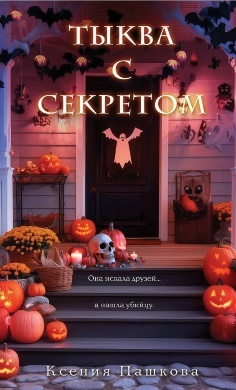 ТЫКВА
С
СЕКРЕТОМ
Она искала друзей...
а нашла убийцу.
Ксения Пашкова